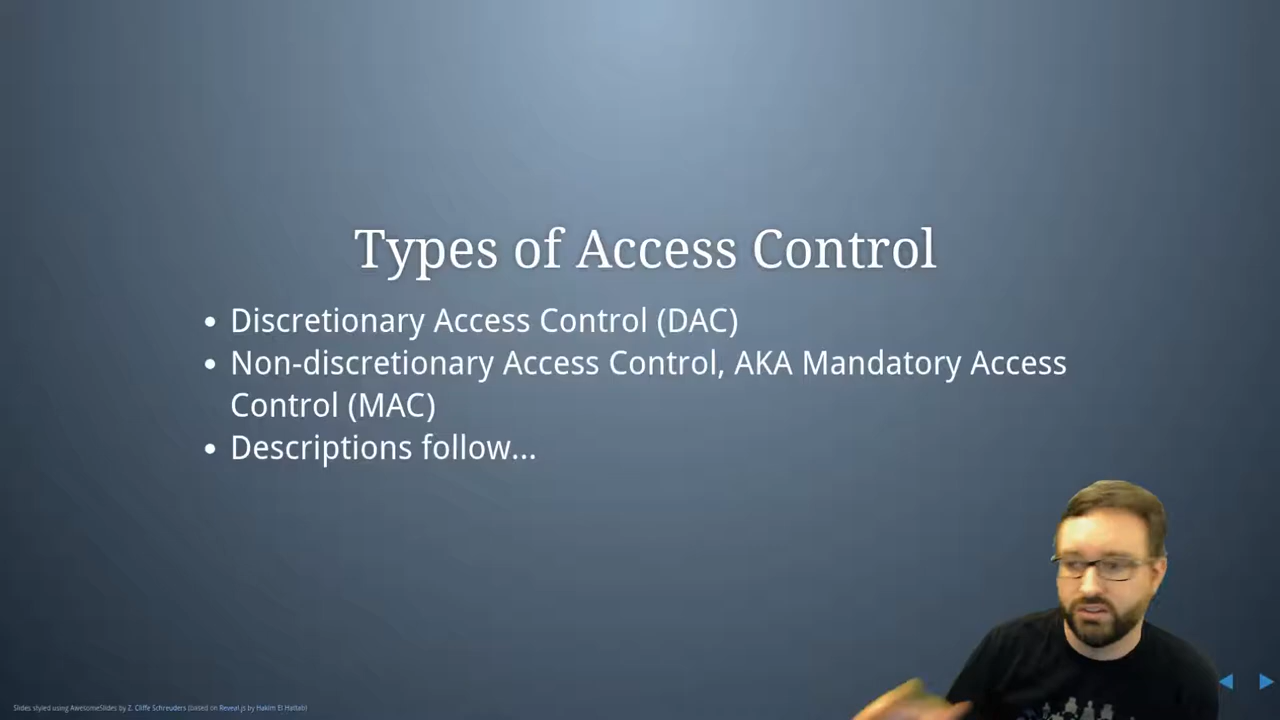 Types of Access Control
• Discretionary Access Control (DAC)
• Non-discretionary Access Control, AKA Mandatory Access
Control (MAC)
• Descriptions follow...
Slides styled using AwesomeSlides by Z. Cliffe Schreuders (based on Reveal.js by Hakim El Hattab)